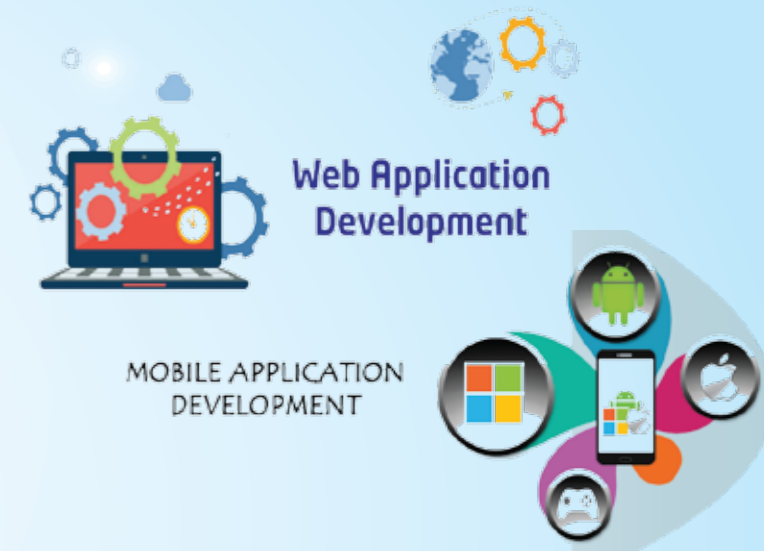 Web Application
Development
MOBILE APPLICATION
DEVELOPMENT